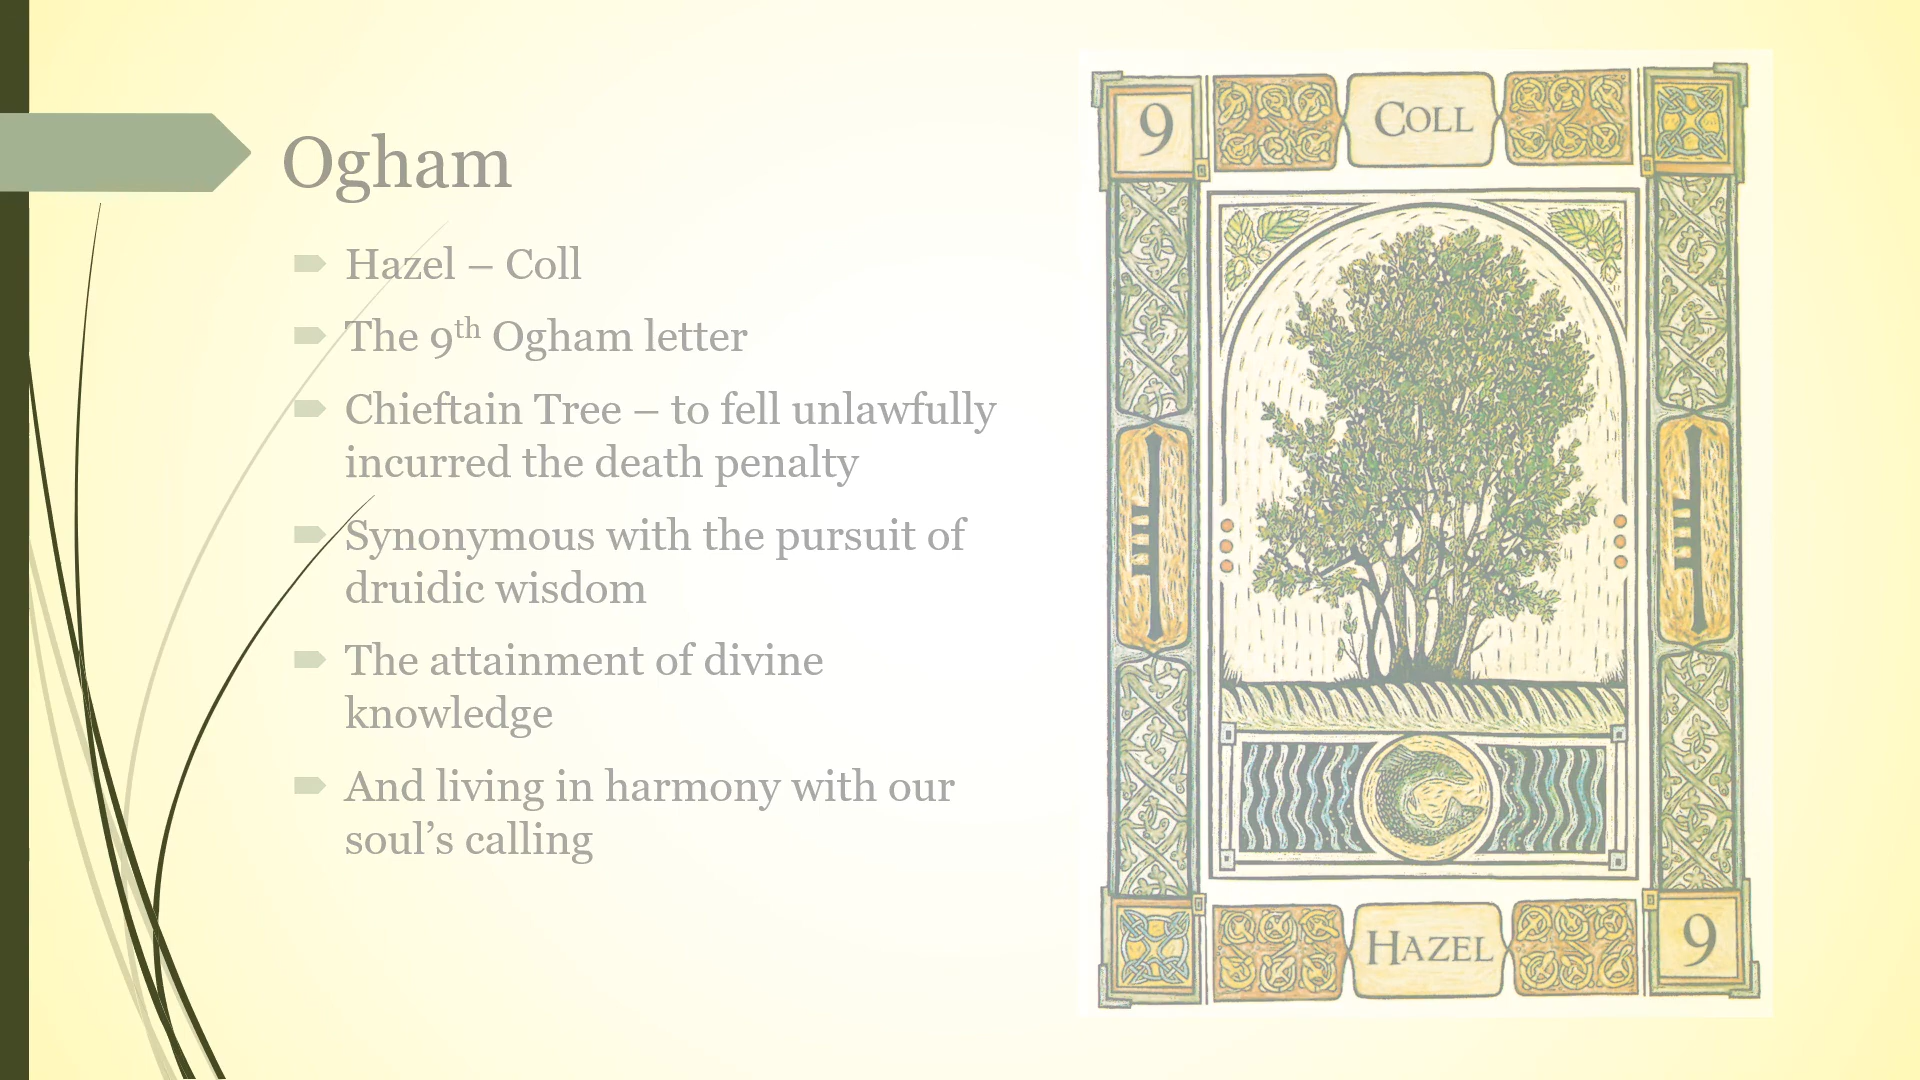 Ogham
Hazel – Coll
The 9th Ogham letter
Chieftain Tree – to fell unlawfully
incurred the death penalty
Synonymous with the pursuit of
druidic wisdom
The attainment of divine
knowledge
And living in harmony with our
soul’s calling
9
COLL
HAZEL
9